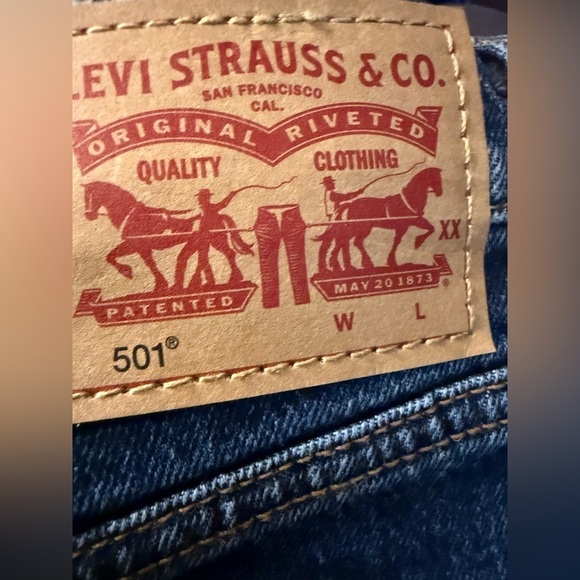 LEVI STRAUSS & CO.
SAN FRANCISCO
CAL.
ORIGINAL RIVETED
QUALITY CLOTHING
XX
PATENTED MAY 20 1873 ®
W L
501®